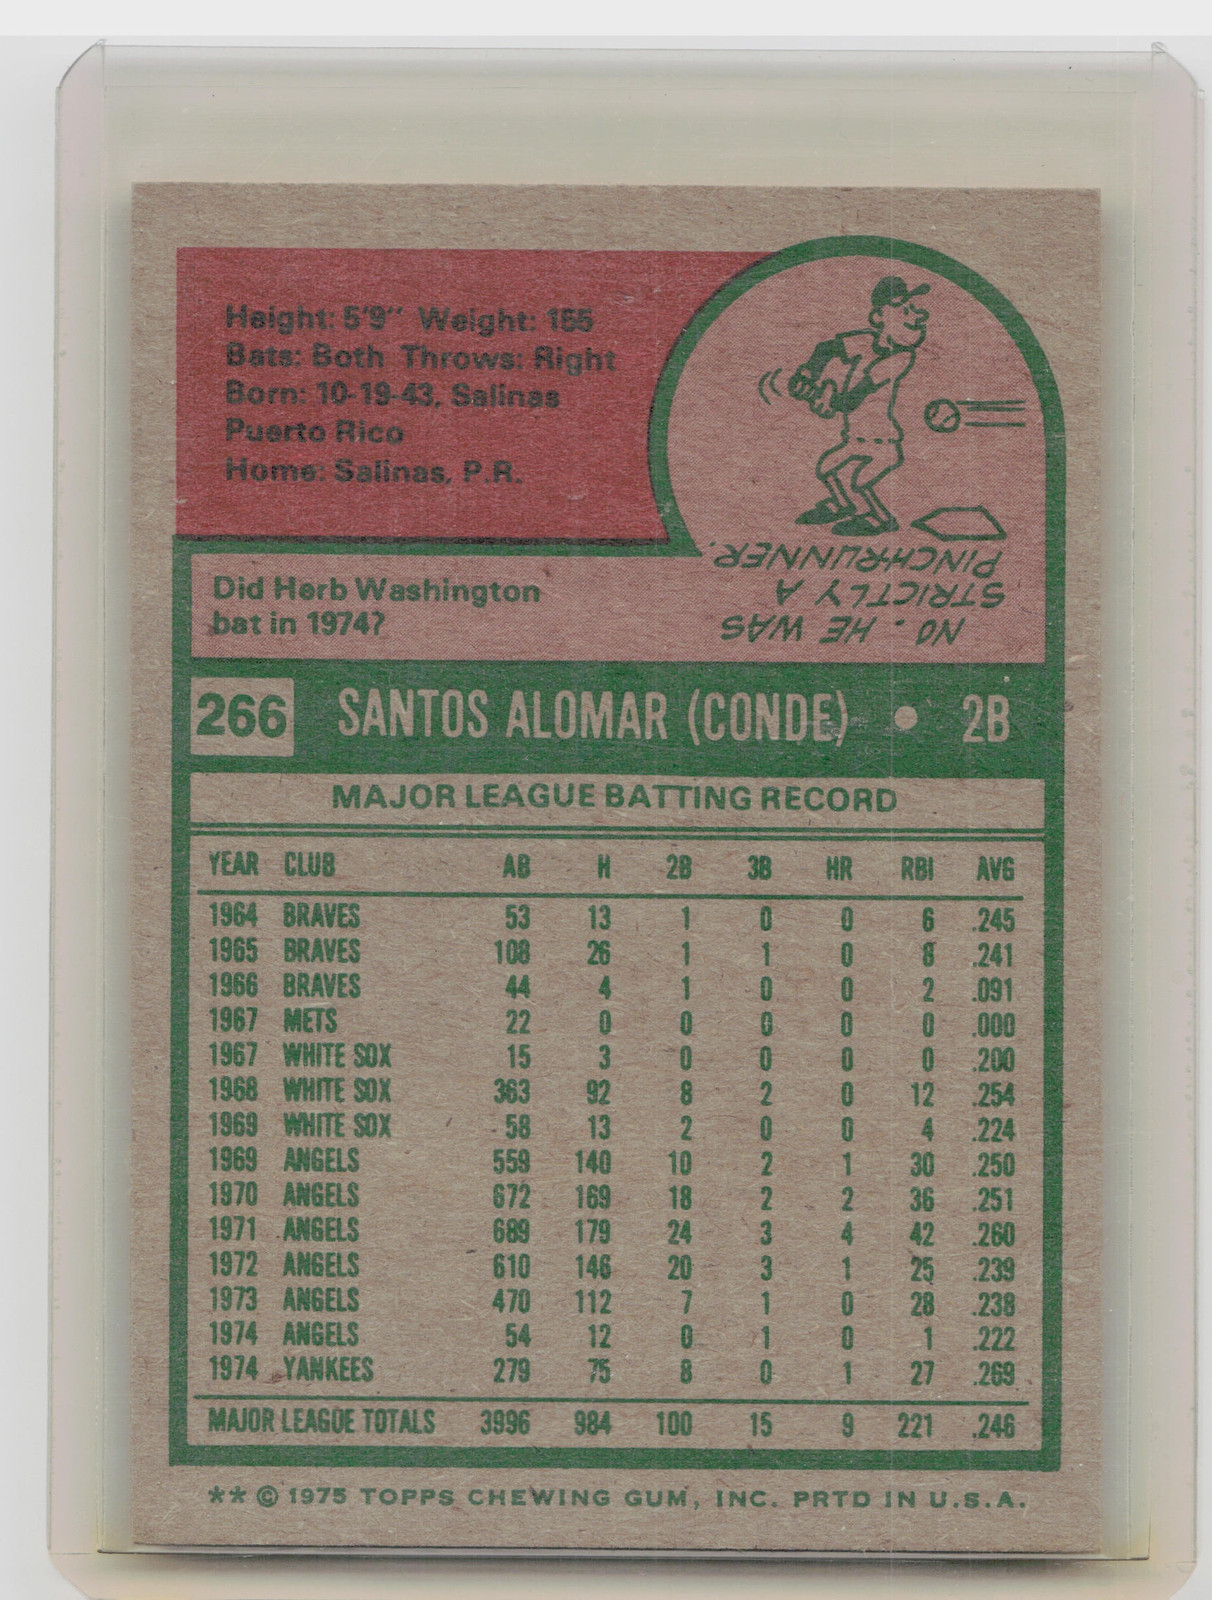 Height: 5'9" Weight: 155
Bats: Both Throws: Right
Born: 10-19-43, Salinas
Puerto Rico
Home: Salinas, P.R.
Did Herb Washington
bat in 1974?
NO. HE WAS
STRICTLY A
PINCH-RUNNER.
266 SANTOS ALOMAR (CONDE) • 2B
MAJOR LEAGUE BATTING RECORD
YEAR CLUB AB H 2B 3B HR RBI AVG
1964 BRAVES 53 13 1 0 0 6 .245
1965 BRAVES 108 26 1 1 0 8 .241
1966 BRAVES 44 4 1 0 0 2 .091
1967 METS 22 0 0 0 0 0 .000
1967 WHITE SOX 15 3 0 0 0 0 .200
1968 WHITE SOX 363 92 8 2 0 12 .254
1969 WHITE SOX 58 13 2 0 0 4 .224
1969 ANGELS 559 140 10 2 1 30 .250
1970 ANGELS 672 169 18 2 2 36 .251
1971 ANGELS 689 179 24 3 4 42 .260
1972 ANGELS 610 146 20 3 1 25 .239
1973 ANGELS 470 112 7 1 0 28 .238
1974 ANGELS 54 12 0 1 0 1 .222
1974 YANKEES 279 75 8 0 1 27 .269
MAJOR LEAGUE TOTALS 3996 984 100 15 9 221 .246
** © 1975 TOPPS CHEWING GUM, INC. PRTD IN U.S.A.